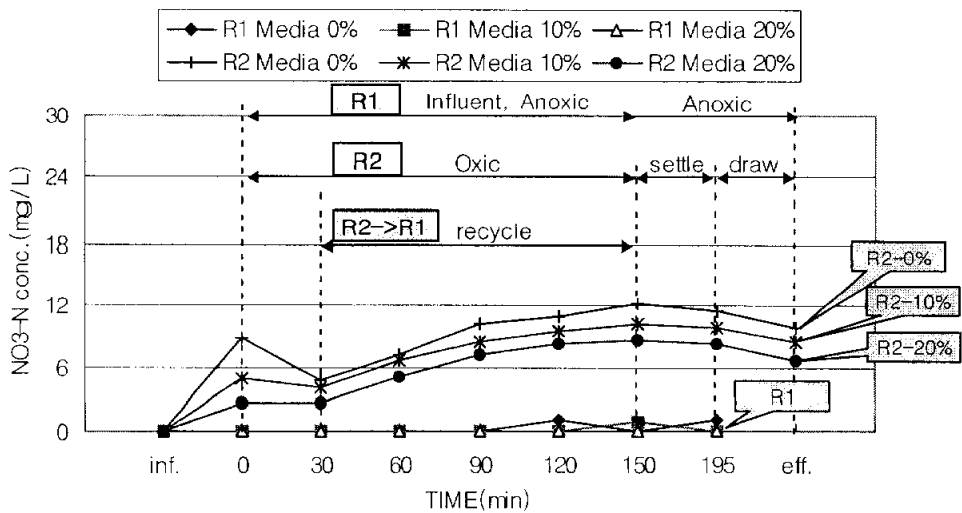 R1 Media 0% R1 Media 10% R1 Media 20%
R2 Media 0% R2 Media 10% R2 Media 20%
R1 Influent, Anoxic Anoxic
R2 Oxic settle draw
R2->R1 recycle
NO3-N conc.(mg/L)
30
24
18
12
6
0
R2-0%
R2-10%
R2-20%
R1
inf. 0 30 60 90 120 150 195 eff.
TIME(min)